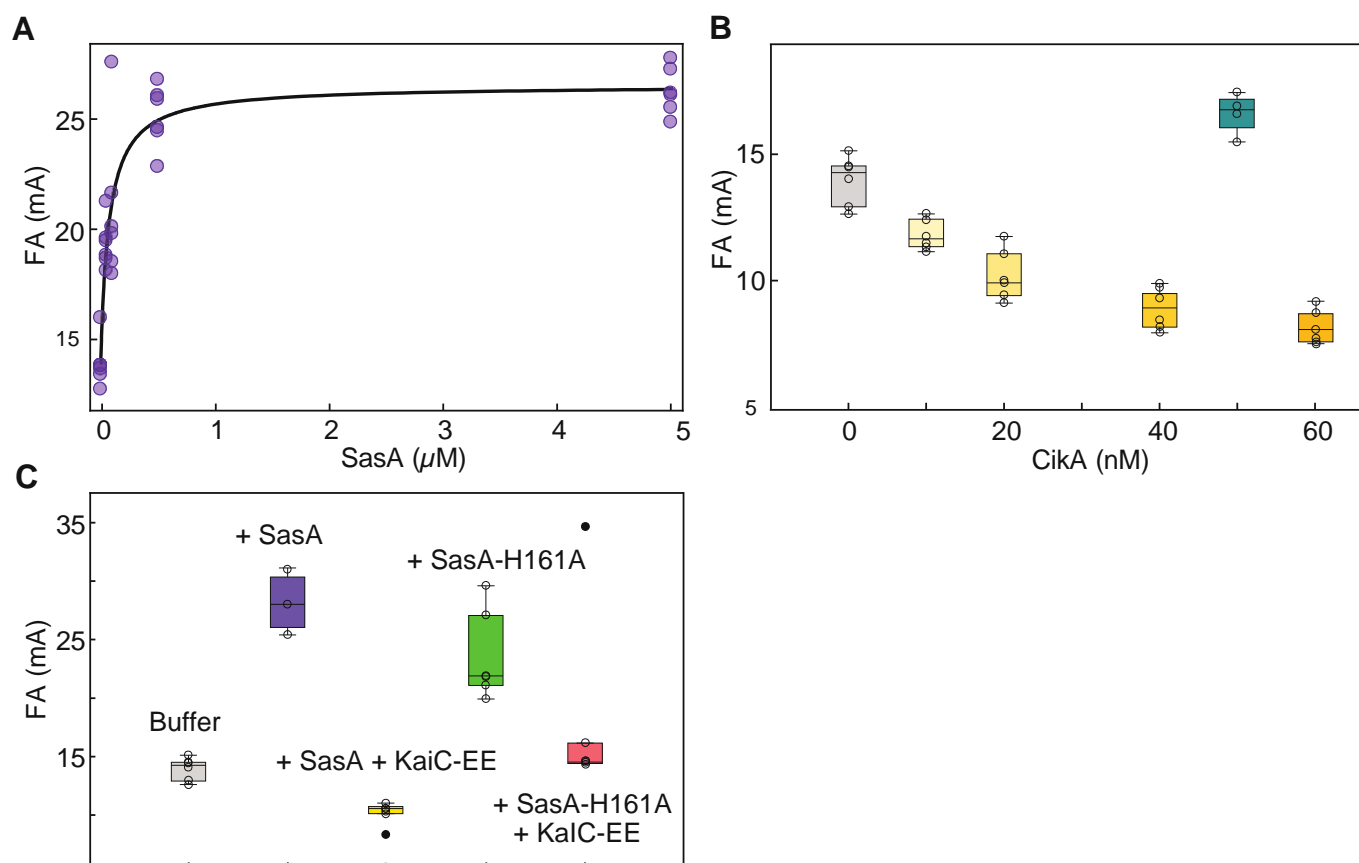 A
FA (mA)
25
20
15
0
1
2
3
4
5
SasA (µM)
B
FA (mA)
15
10
5
0
20
40
60
CikA (nM)
C
FA (mA)
35
25
15
+ SasA
+ SasA-H161A
Buffer
+ SasA + KaiC-EE
+ SasA-H161A
+ KaIC-EE